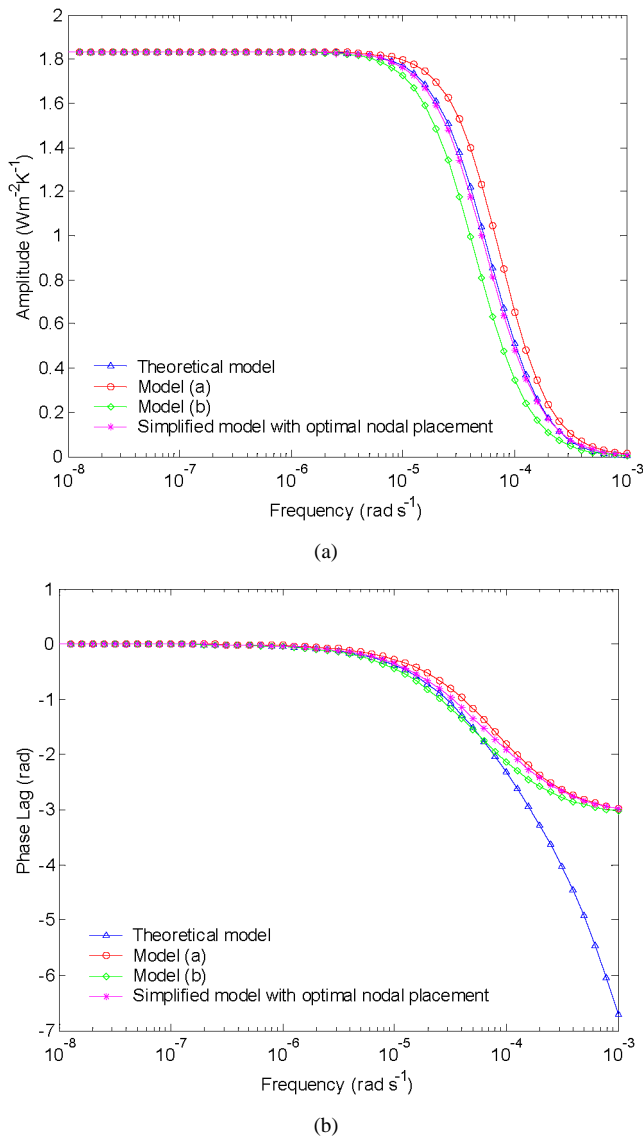 2
1.8
1.6
1.4
1.2
1
0.8
0.6
0.4
0.2
0
Amplitude (Wm⁻²K⁻¹)
Theoretical model
Model (a)
Model (b)
Simplified model with optimal nodal placement
10⁻⁸ 10⁻⁷ 10⁻⁶ 10⁻⁵ 10⁻⁴ 10⁻³
Frequency (rad s⁻¹)
(a)
1
0
-1
-2
-3
-4
-5
-6
-7
Phase Lag (rad)
Theoretical model
Model (a)
Model (b)
Simplified model with optimal nodal placement
10⁻⁸ 10⁻⁷ 10⁻⁶ 10⁻⁵ 10⁻⁴ 10⁻³
Frequency (rad s⁻¹)
(b)